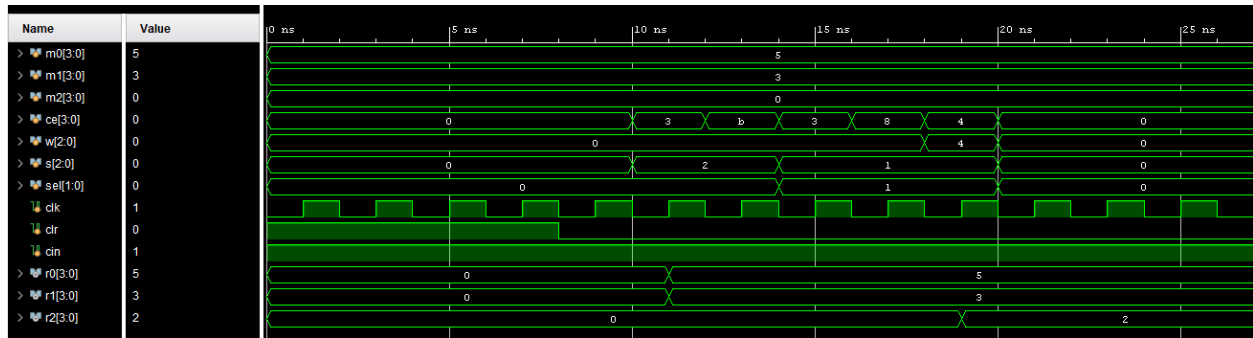 Name Value 0 ns 5 ns 10 ns 15 ns 20 ns 25 ns
m0[3:0] 5 5
m1[3:0] 3 3
m2[3:0] 0 0
ce[3:0] 0 0 3 b 3 8 4 0
w[2:0] 0 0 4 0
s[2:0] 0 0 2 1 0
sel[1:0] 0 0 1 0
clk 1
clr 0
cin 1
r0[3:0] 5 0 5
r1[3:0] 3 0 3
r2[3:0] 2 0 2